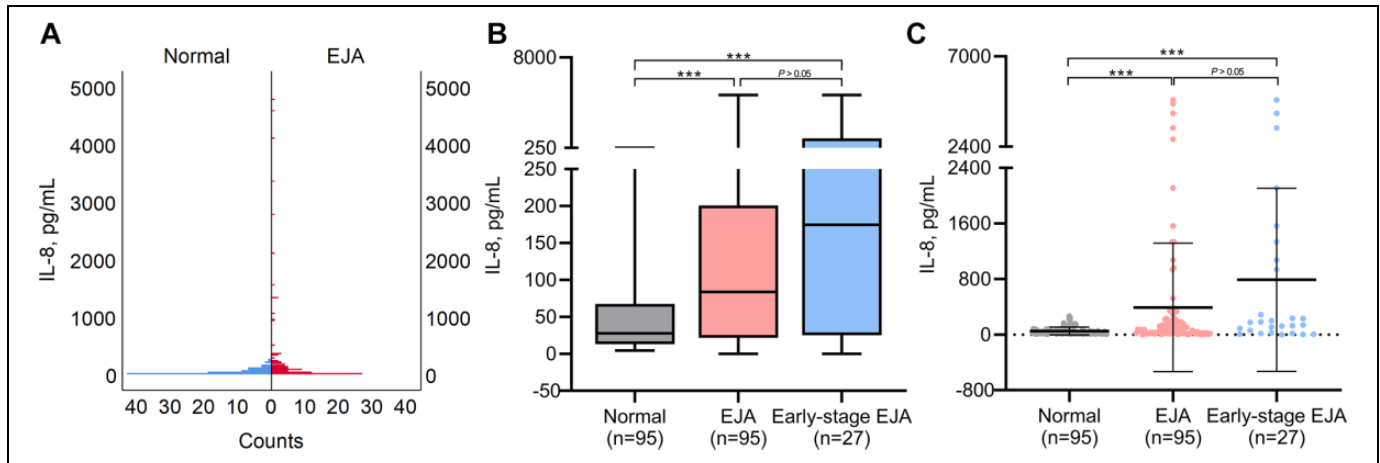 A
Normal EJA
5000 5000
4000 4000
3000 3000
2000 2000
1000 1000
0 0
IL-8, pg/mL
IL-8, pg/mL
40 30 20 10 0 10 20 30 40
Counts
B
8000
***
***
P > 0.05
250
250
200
150
100
50
0
-50
Normal
(n=95)
EJA
(n=95)
Early-stage EJA
(n=27)
C
7000
***
***
P > 0.05
2400
2400
1600
800
0
-800
IL-8, pg/mL
Normal
(n=95)
EJA
(n=95)
Early-stage EJA
(n=27)